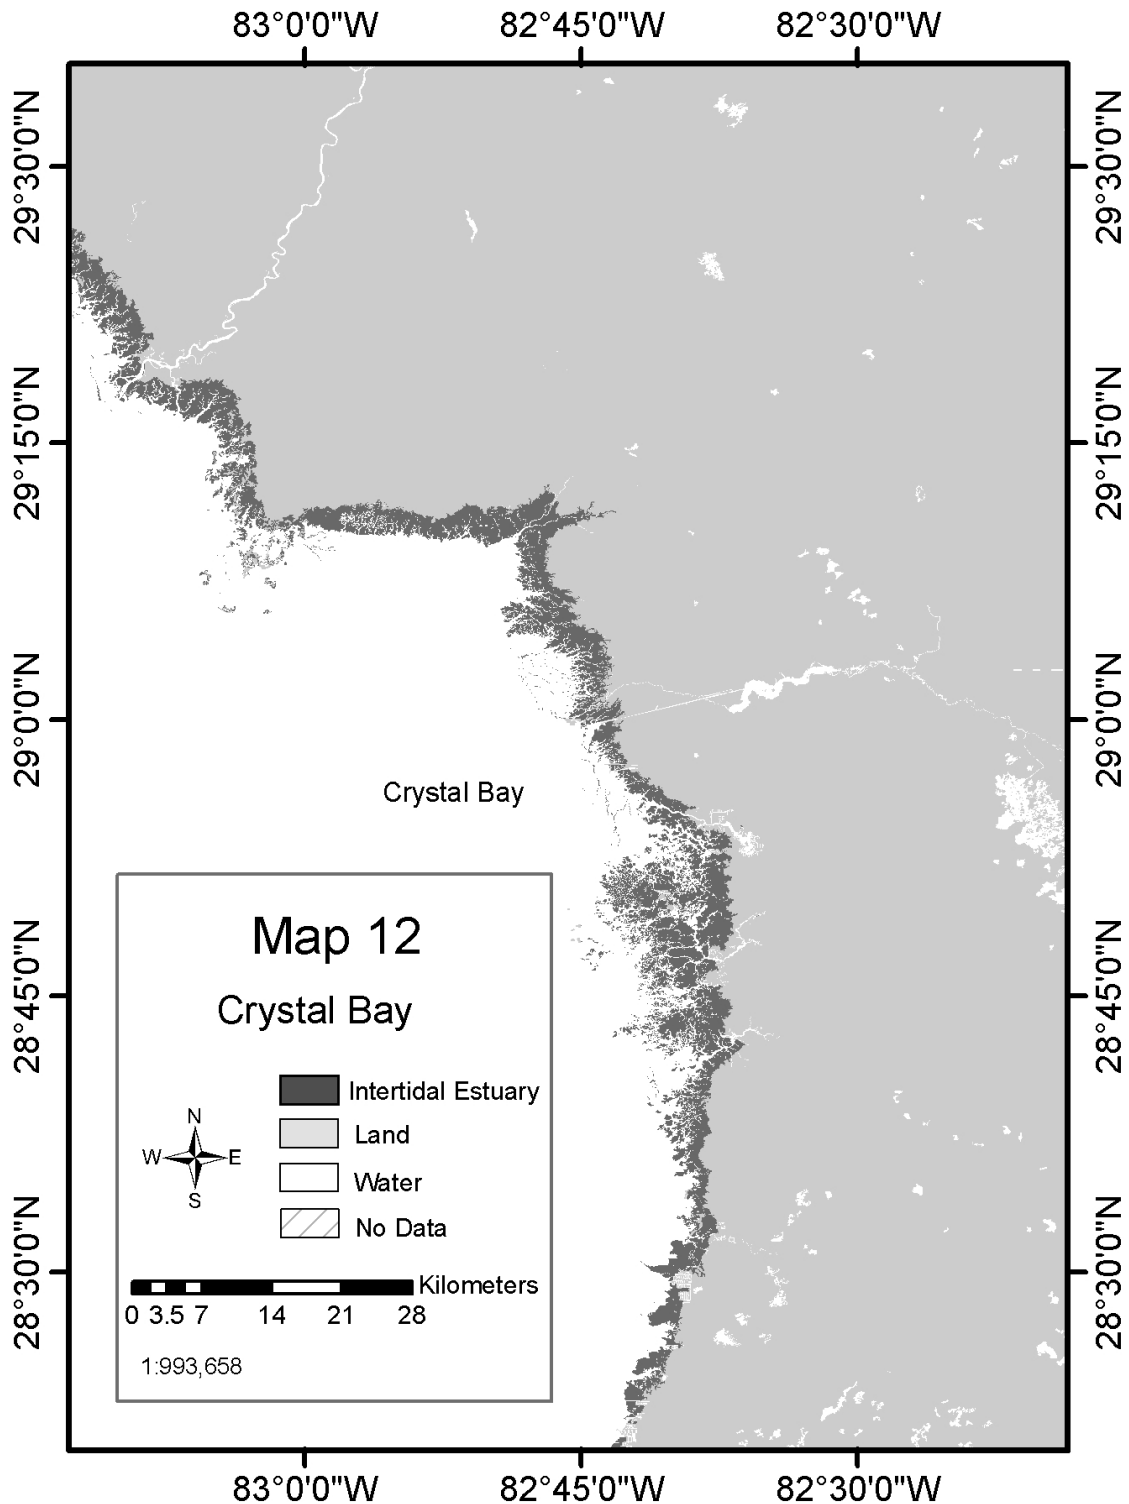 83°0'0"W 82°45'0"W 82°30'0"W
29°30'0"N 29°30'0"N
29°15'0"N 29°15'0"N
29°0'0"N 29°0'0"N
Crystal Bay
28°45'0"N 28°45'0"N
28°30'0"N 28°30'0"N
Map 12
Crystal Bay
Intertidal Estuary
Land
Water
No Data
N
W E
S
Kilometers
0 3.5 7 14 21 28
1:993,658
83°0'0"W 82°45'0"W 82°30'0"W